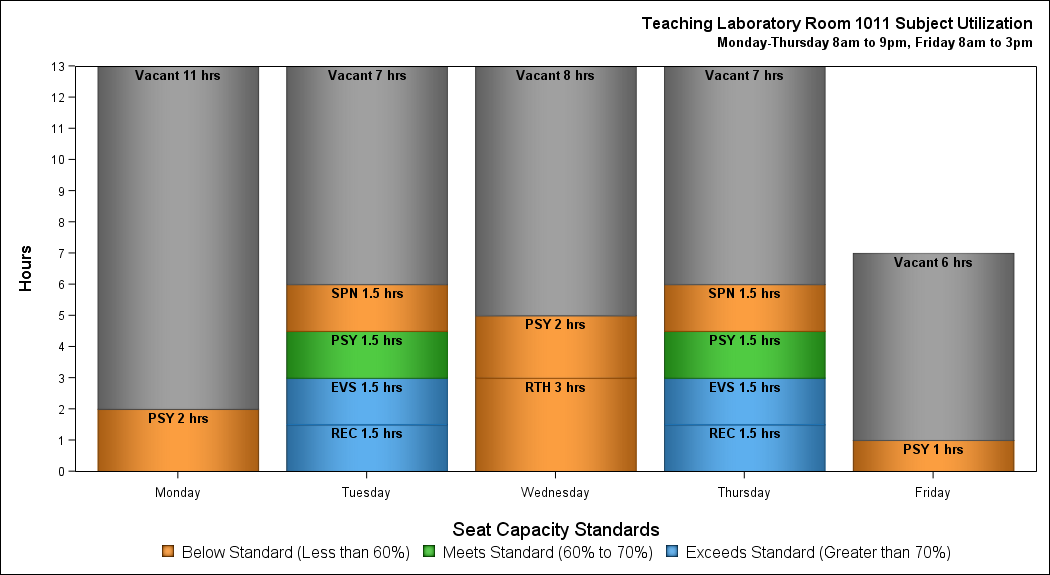 Teaching Laboratory Room 1011 Subject Utilization
Monday-Thursday 8am to 9pm, Friday 8am to 3pm
Hours
13
12
11
10
9
8
7
6
5
4
3
2
1
0
Vacant 11 hrs
PSY 2 hrs
Vacant 7 hrs
SPN 1.5 hrs
PSY 1.5 hrs
EVS 1.5 hrs
REC 1.5 hrs
Vacant 8 hrs
PSY 2 hrs
RTH 3 hrs
Vacant 7 hrs
SPN 1.5 hrs
PSY 1.5 hrs
EVS 1.5 hrs
REC 1.5 hrs
Vacant 6 hrs
PSY 1 hrs
Monday Tuesday Wednesday Thursday Friday
Seat Capacity Standards
Below Standard (Less than 60%) Meets Standard (60% to 70%) Exceeds Standard (Greater than 70%)